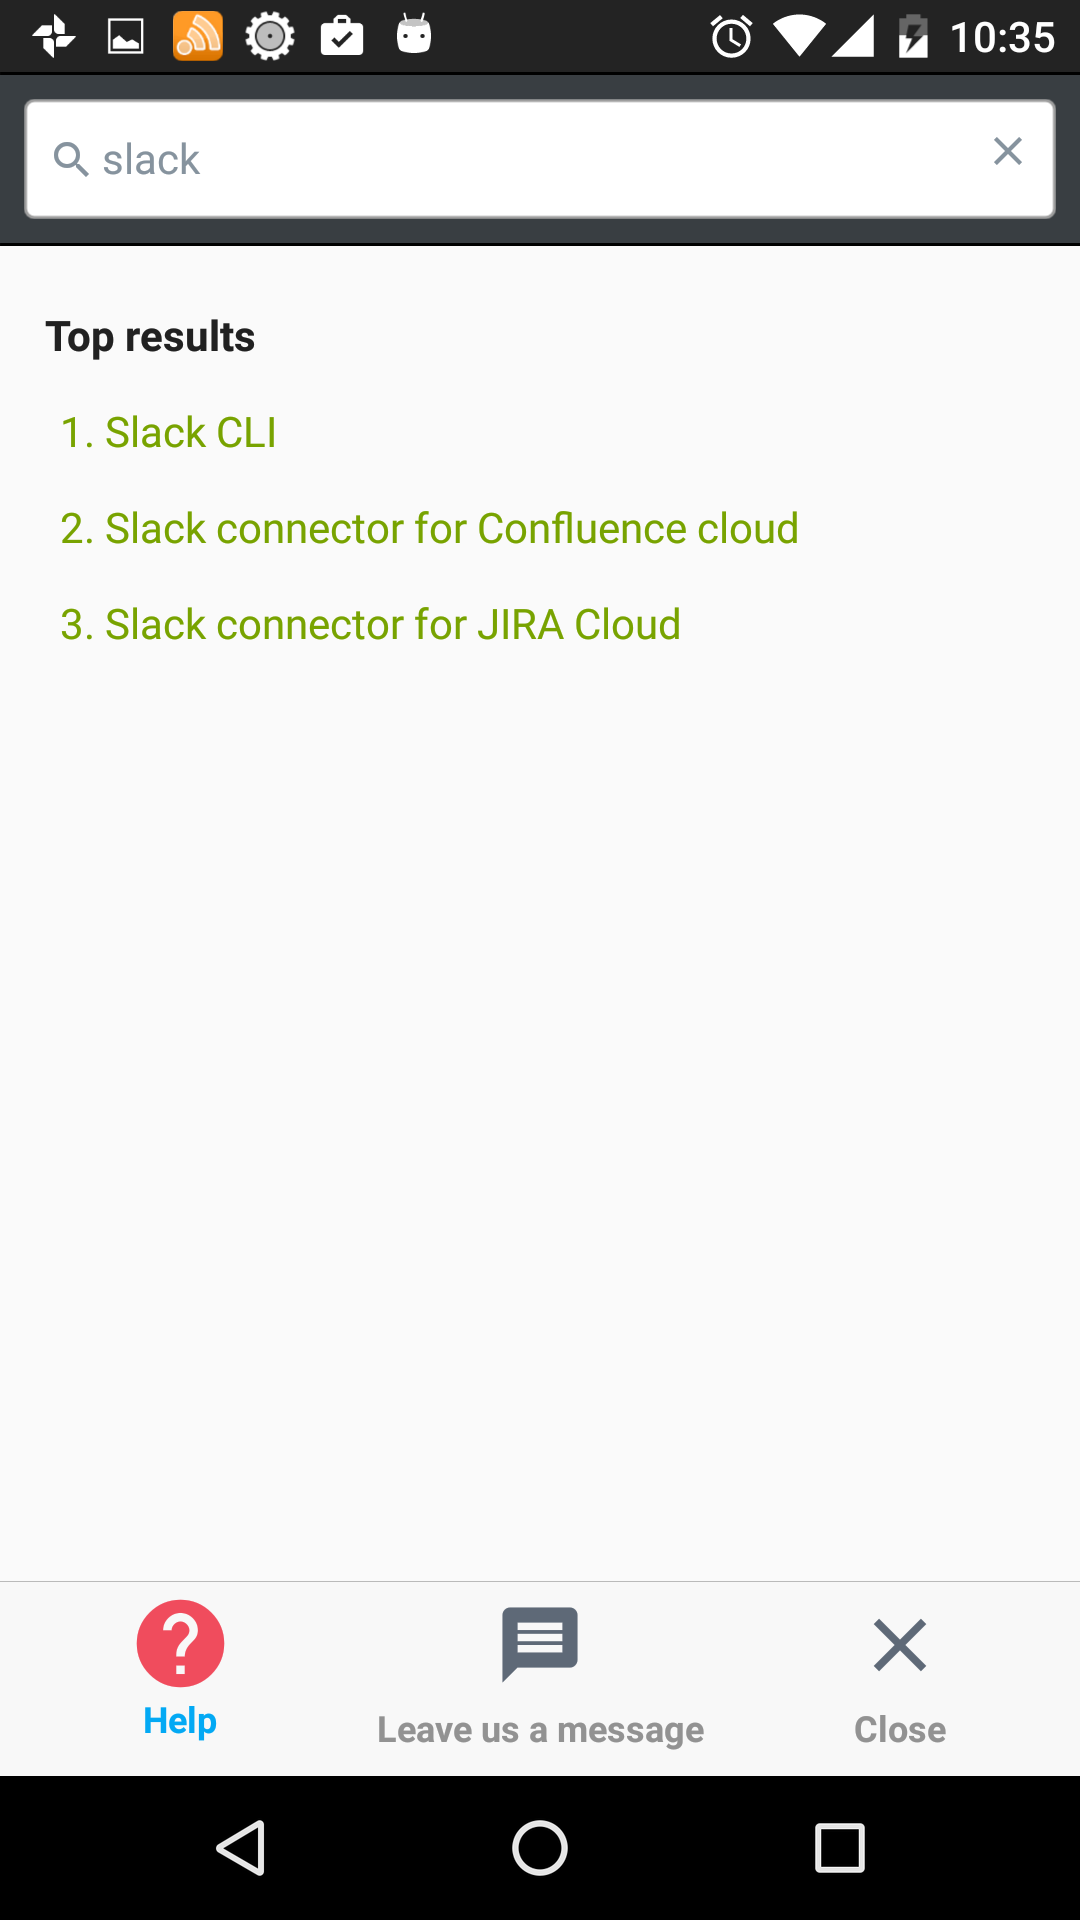 10:35
slack
Top results
1. Slack CLI
2. Slack connector for Confluence cloud
3. Slack connector for JIRA Cloud
Help
Leave us a message
Close